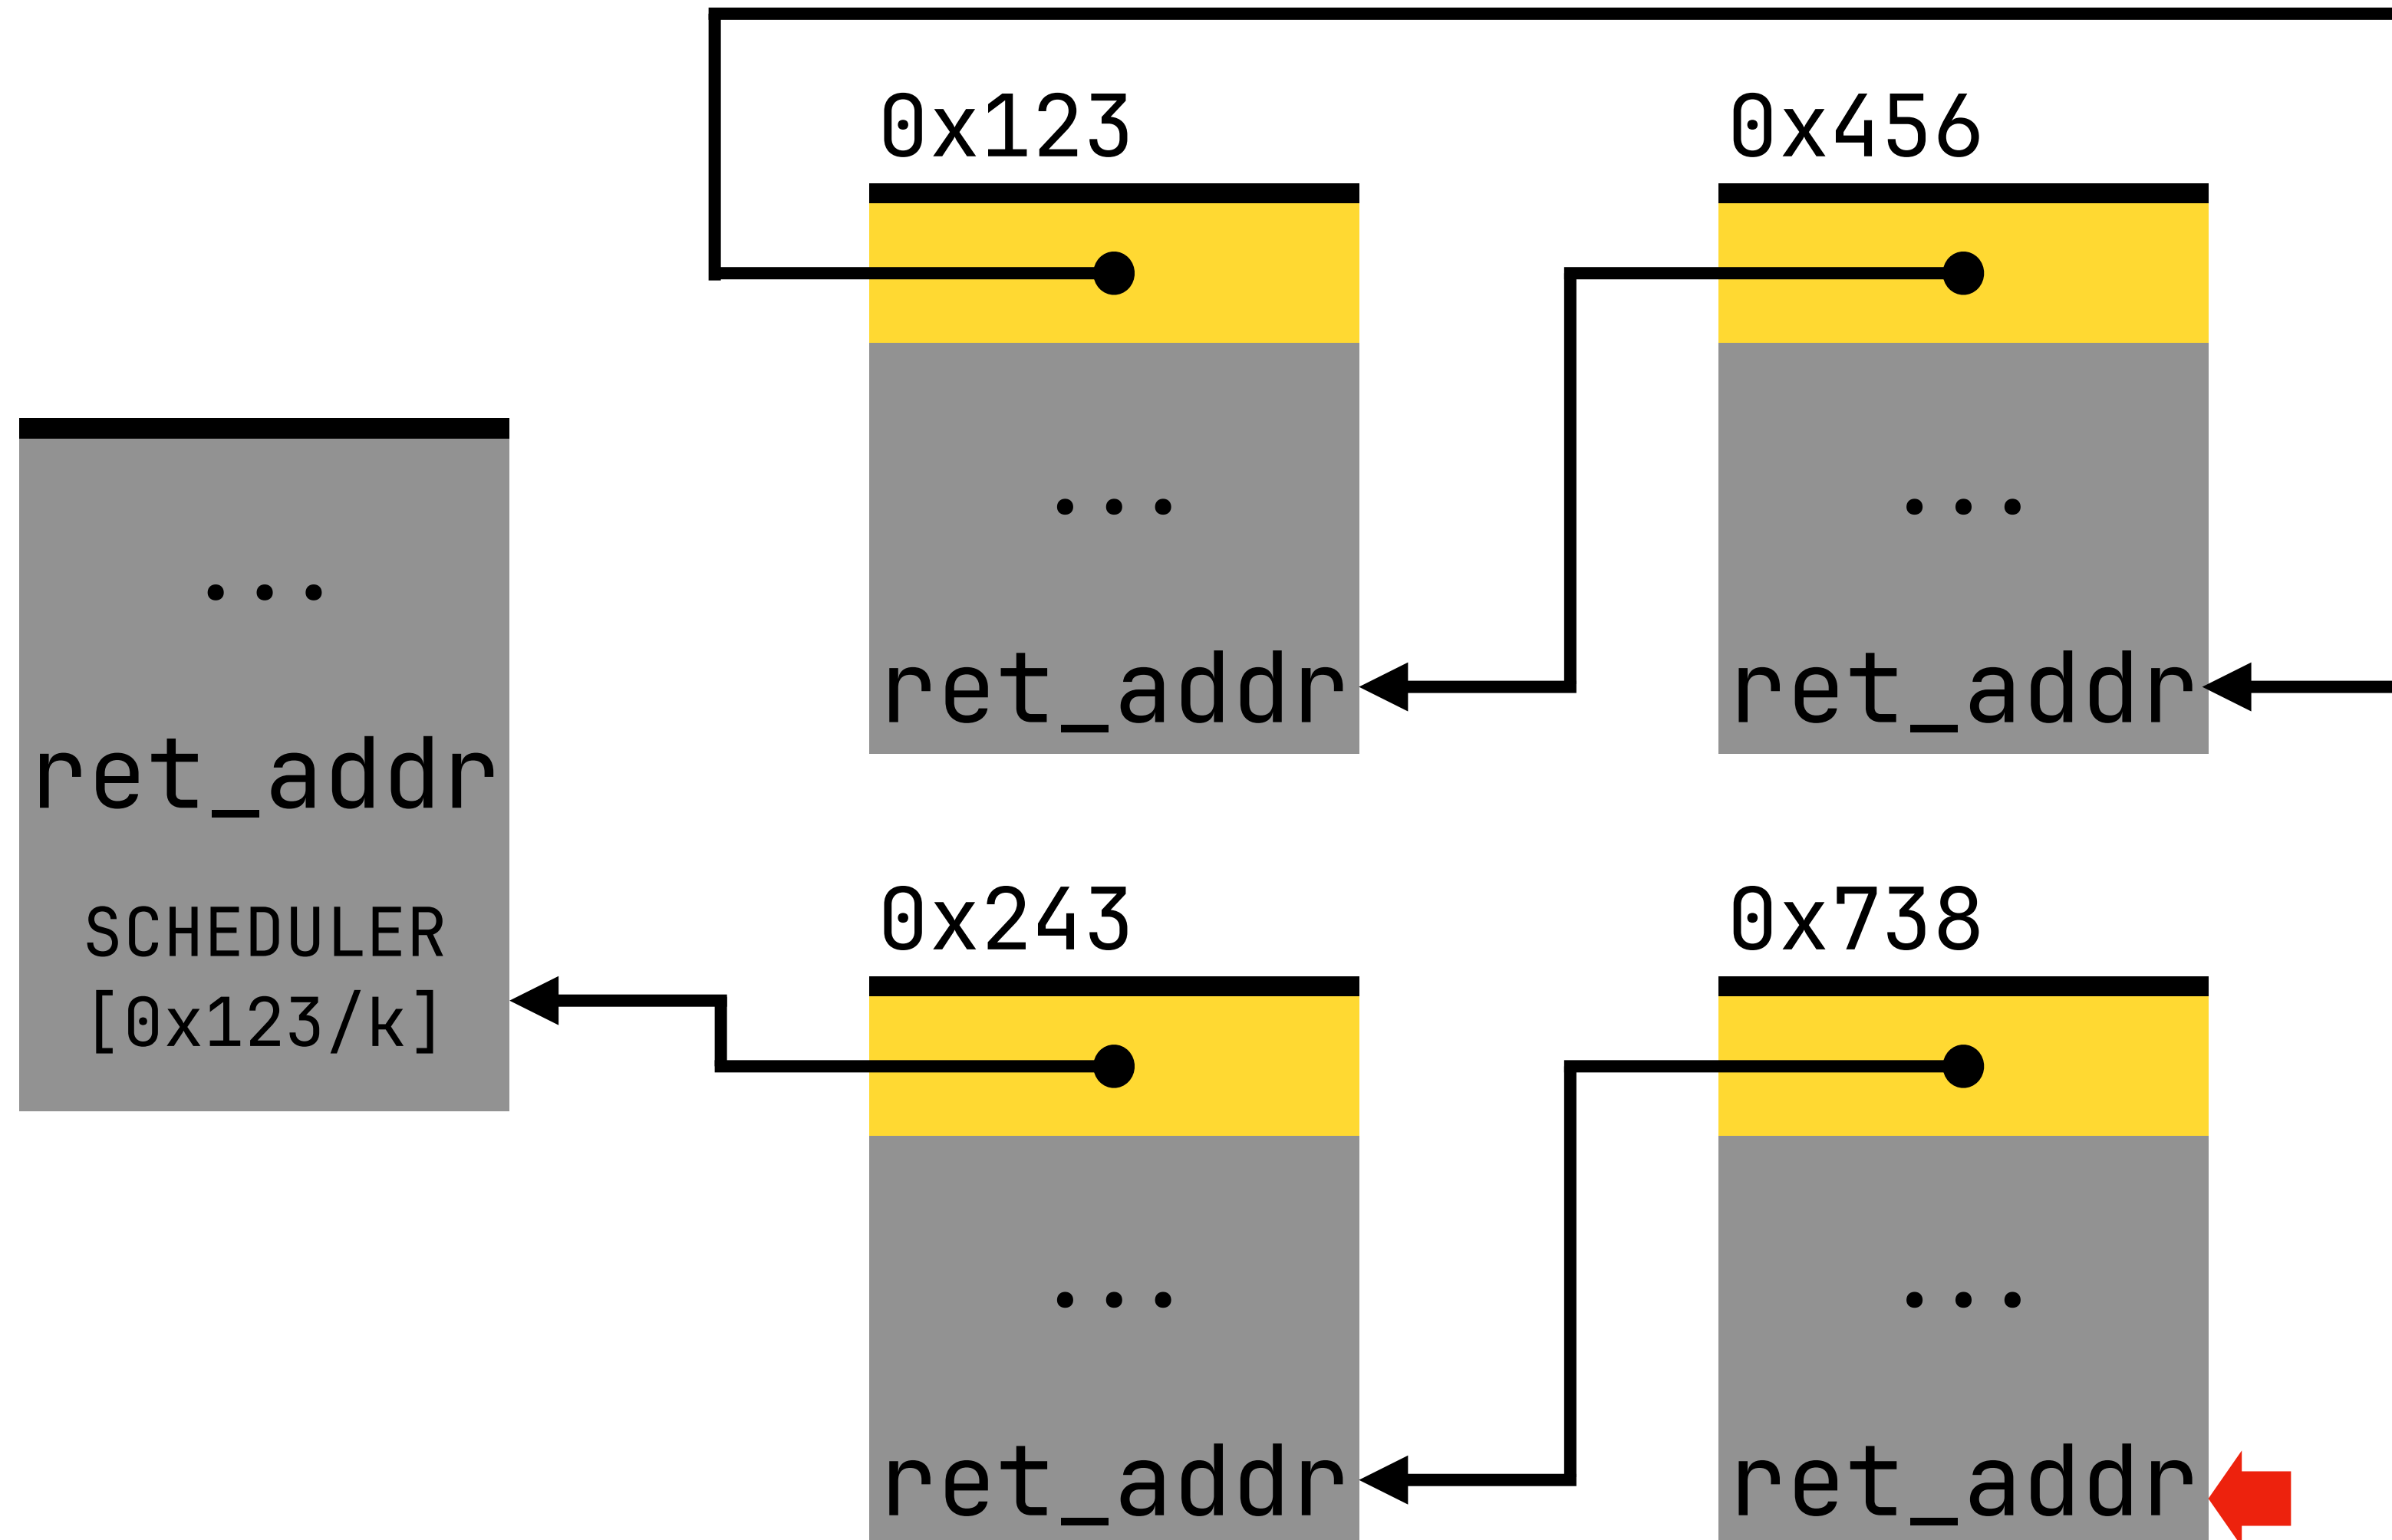 0x123
0x456
...
...
ret_addr
ret_addr
...
ret_addr
SCHEDULER
[0x123/k]
0x243
0x738
...
...
ret_addr
ret_addr